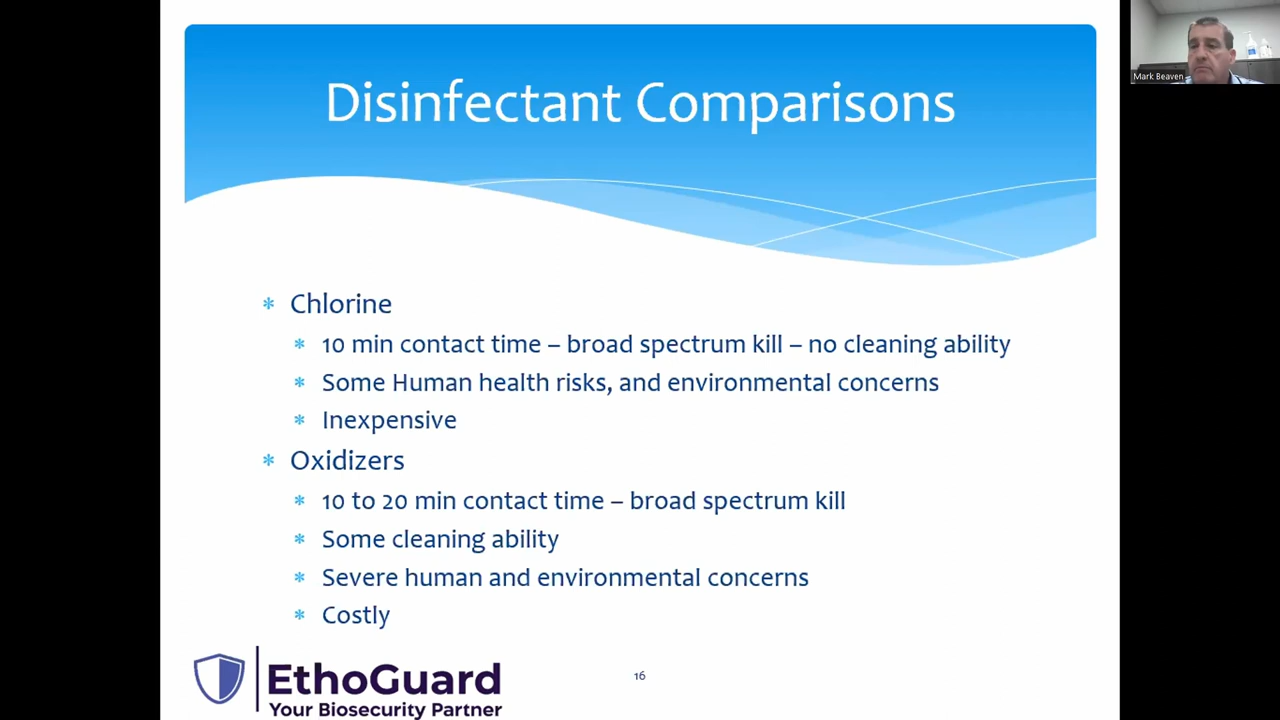 Disinfectant Comparisons
Mark Beaven
* Chlorine
* 10 min contact time – broad spectrum kill – no cleaning ability
* Some Human health risks, and environmental concerns
* Inexpensive
* Oxidizers
* 10 to 20 min contact time – broad spectrum kill
* Some cleaning ability
* Severe human and environmental concerns
* Costly
EthoGuard
Your Biosecurity Partner
16